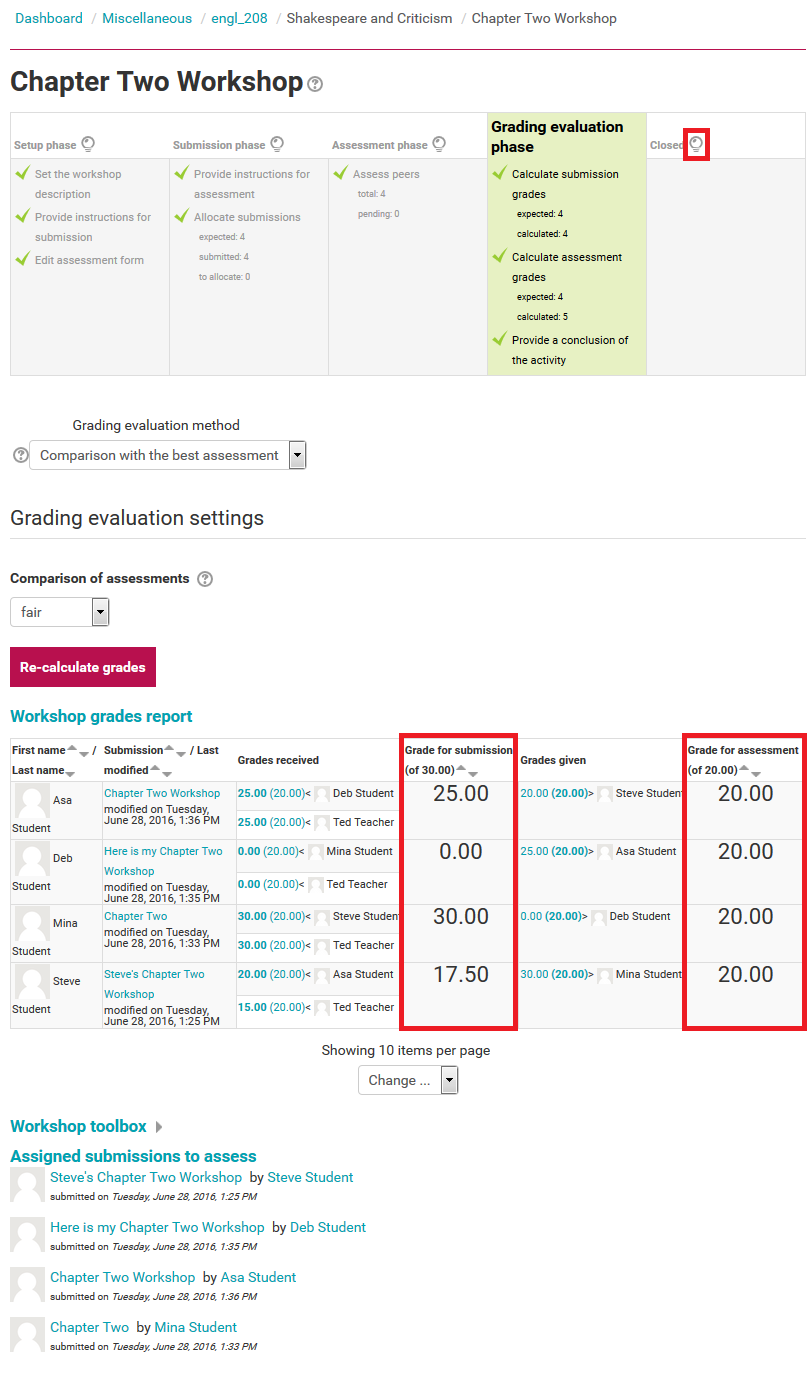 Dashboard / Miscellaneous / engl_208 / Shakespeare and Criticism / Chapter Two Workshop
Chapter Two Workshop
Setup phase
Set the workshop
description
Provide instructions for
submission
Edit assessment form
Submission phase
Provide instructions for
assessment
Allocate submissions
expected: 4
submitted: 4
to allocate: 0
Assessment phase
Assess peers
total: 4
pending: 0
Grading evaluation
phase
Calculate submission
grades
expected: 4
calculated: 4
Calculate assessment
grades
expected: 4
calculated: 5
Provide a conclusion of
the activity
Closed
Grading evaluation method
Comparison with the best assessment
Grading evaluation settings
Comparison of assessments
fair
Re-calculate grades
Workshop grades report
First name / Last name
Submission / Last modified
Grades received
Grade for submission (of 30.00)
Grades given
Grade for assessment (of 20.00)
Asa Student
Chapter Two Workshop
modified on Tuesday,
June 28, 2016, 1:36 PM
25.00 (20.00)< Deb Student
25.00 (20.00)< Ted Teacher
25.00
20.00 (20.00)> Steve Student
20.00
Deb Student
Here is my Chapter Two
Workshop
modified on Tuesday,
June 28, 2016, 1:35 PM
0.00 (20.00)< Mina Student
0.00 (20.00)< Ted Teacher
0.00
25.00 (20.00)> Asa Student
20.00
Mina Student
Chapter Two
modified on Tuesday,
June 28, 2016, 1:33 PM
30.00 (20.00)< Steve Student
30.00 (20.00)< Ted Teacher
30.00
0.00 (20.00)> Deb Student
20.00
Steve Student
Steve's Chapter Two
Workshop
modified on Tuesday,
June 28, 2016, 1:25 PM
20.00 (20.00)< Asa Student
15.00 (20.00)< Ted Teacher
17.50
30.00 (20.00)> Mina Student
20.00
Showing 10 items per page
Change ...
Workshop toolbox
Assigned submissions to assess
Steve's Chapter Two Workshop by Steve Student
submitted on Tuesday, June 28, 2016, 1:25 PM
Here is my Chapter Two Workshop by Deb Student
submitted on Tuesday, June 28, 2016, 1:35 PM
Chapter Two Workshop by Asa Student
submitted on Tuesday, June 28, 2016, 1:36 PM
Chapter Two by Mina Student
submitted on Tuesday, June 28, 2016, 1:33 PM